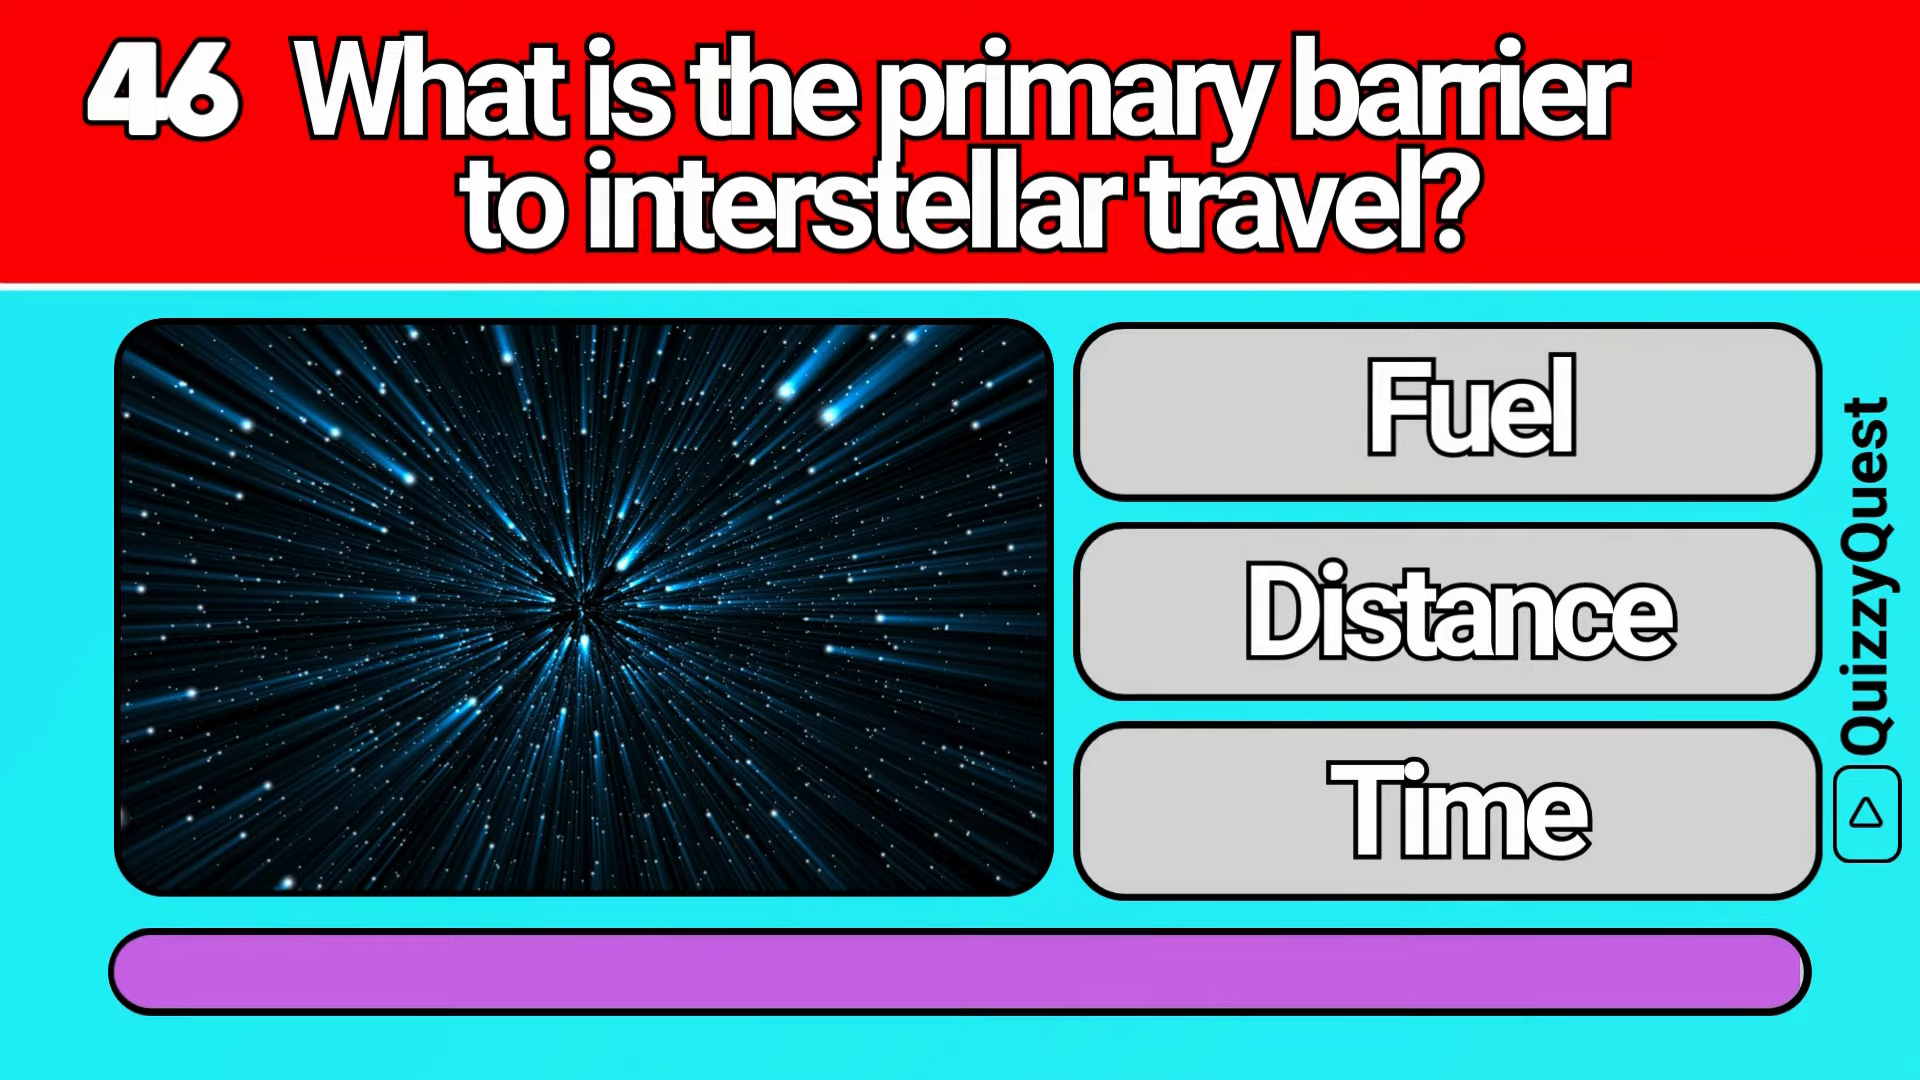 46 What is the primary barrier
to interstellar travel?
Fuel
Distance
Time
QuizzyQuest